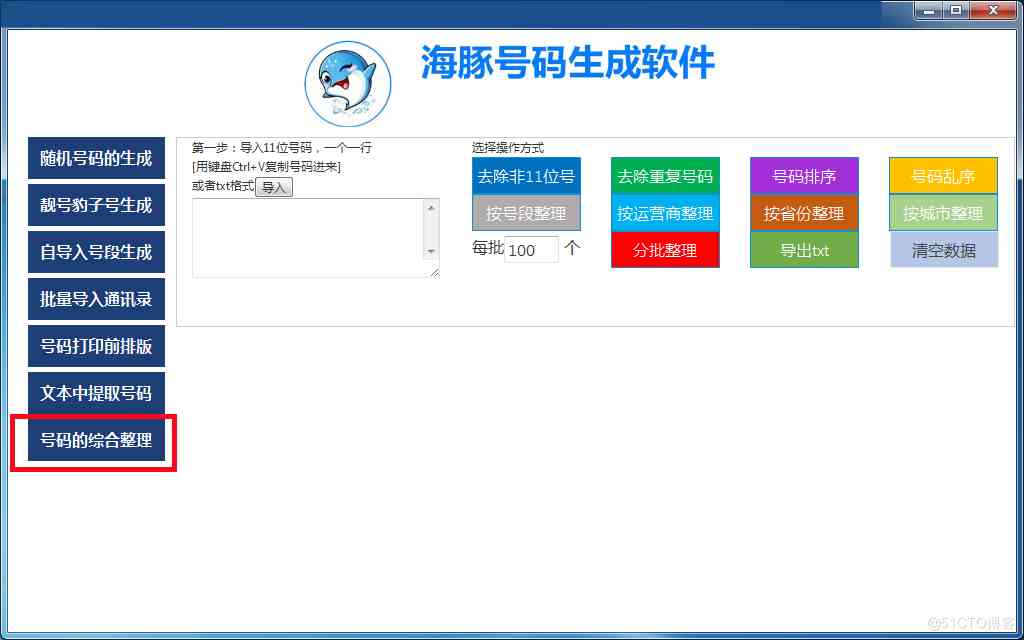 海豚号码生成软件
随机号码的生成
靓号豹子号生成
自导入号段生成
批量导入通讯录
号码打印前排版
文本中提取号码
号码的综合整理
第一步：导入11位号码，一个一行
[用键盘Ctrl+V复制号码进来]
或者txt格式 导入
选择操作方式
去除非11位号 去除重复号码 号码排序 号码乱序
按号段整理 按运营商整理 按省份整理 按城市整理
每批 100 个 分批整理 导出txt 清空数据
@51CTO博客